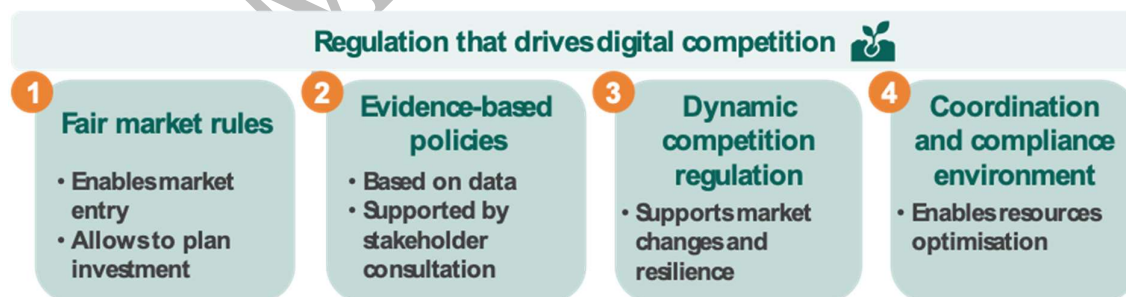 Regulation that drives digital competition
1
Fair market rules
• Enables market
entry
• Allows to plan
investment
2
Evidence-based
policies
• Based on data
• Supported by
stakeholder
consultation
3
Dynamic
competition
regulation
• Supports market
changes and
resilience
4
Coordination
and compliance
environment
• Enables resources
optimisation